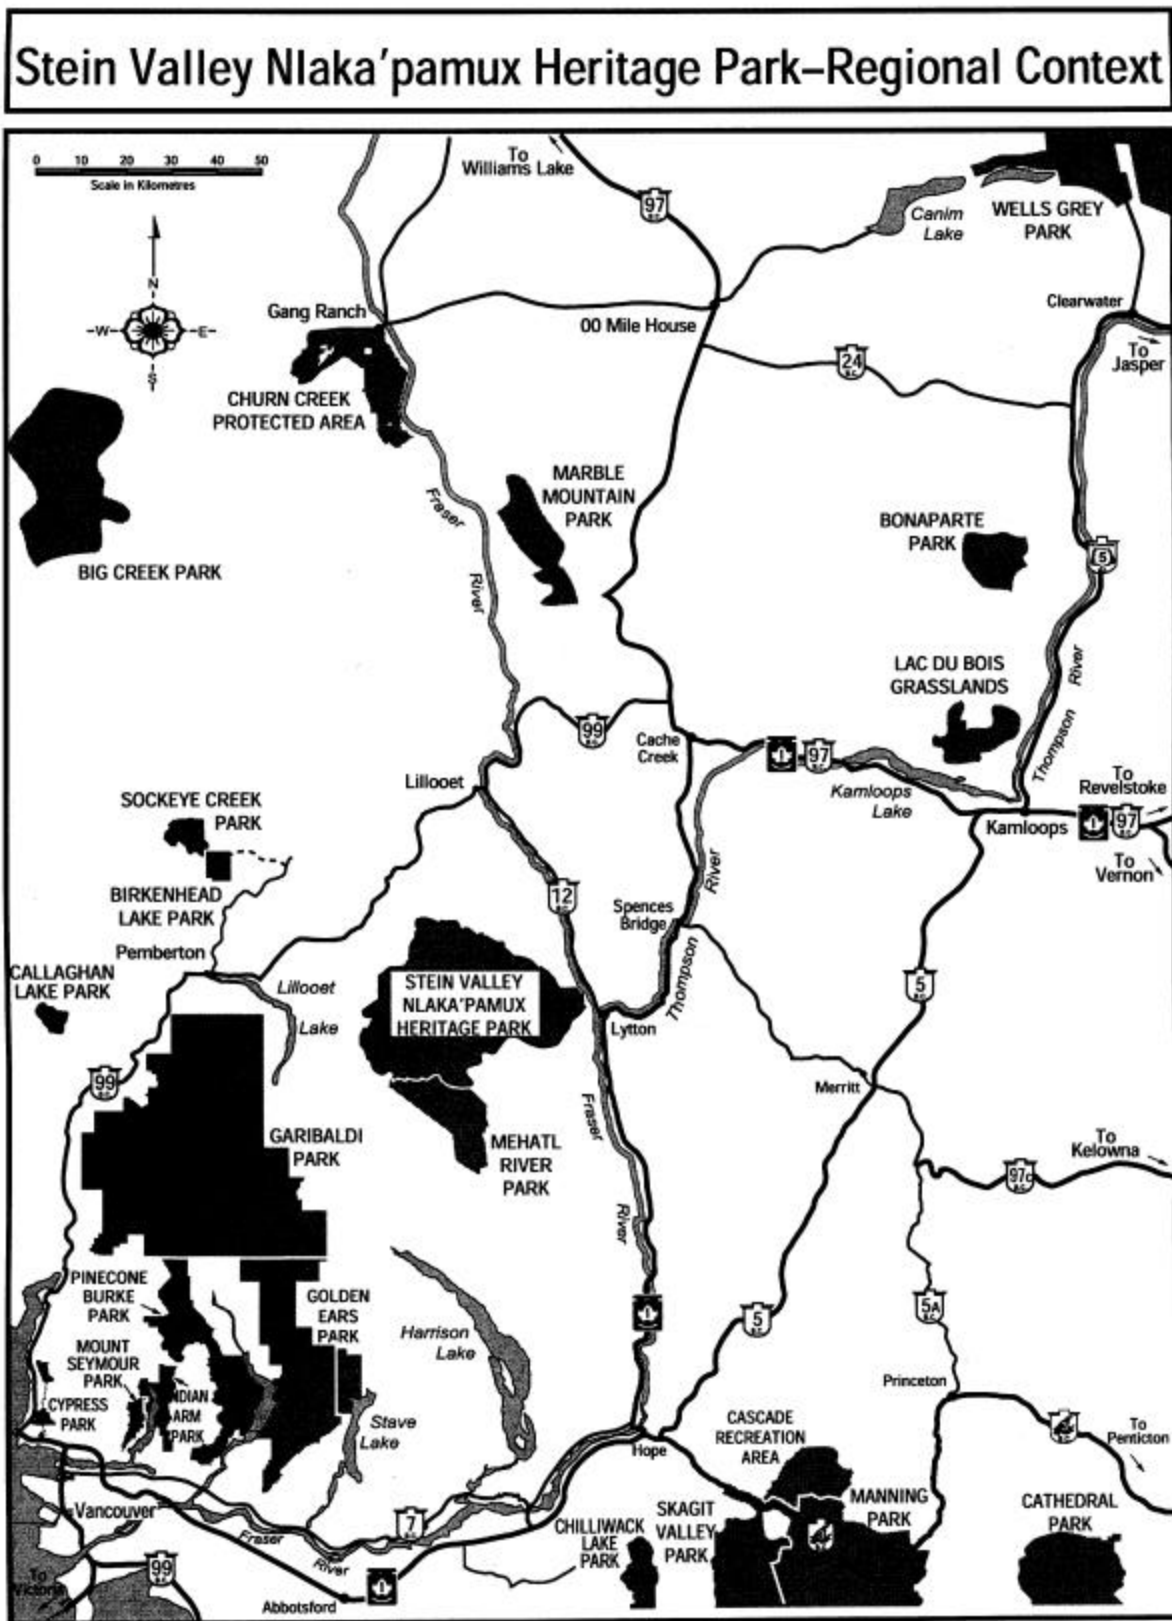 Stein Valley Nlaka'pamux Heritage Park–Regional Context
0 10 20 30 40 50
Scale in Kilometres
To
Williams Lake
97
B.C.
Canim
Lake
WELLS GREY
PARK
N
W
E
S
Gang Ranch
00 Mile House
Clearwater
To
Jasper
24
B.C.
CHURN CREEK
PROTECTED AREA
MARBLE
MOUNTAIN
PARK
Fraser
River
BONAPARTE
PARK
5
BIG CREEK PARK
LAC DU BOIS
GRASSLANDS
River
Thompson
99
B.C.
Cache
Creek
1
97
B.C.
Kamloops
Lake
To
Revelstoke
Lillooet
Kamloops
1
97
B.C.
To
Vernon
SOCKEYE CREEK
PARK
BIRKENHEAD
LAKE PARK
12
B.C.
Spences
Bridge
River
Thompson
Pemberton
CALLAGHAN
LAKE PARK
Lillooet
Lake
STEIN VALLEY
NLAKA'PAMUX
HERITAGE PARK
Lytton
5
B.C.
99
B.C.
Merritt
Fraser
River
GARIBALDI
PARK
MEHATL
RIVER
PARK
To
Kelowna
97C
B.C.
PINECONE
BURKE
PARK
GOLDEN
EARS
PARK
Harrison
Lake
1
5
B.C.
5A
B.C.
MOUNT
SEYMOUR
PARK
CYPRESS
PARK
INDIAN
ARM
PARK
Stave
Lake
Princeton
Hope
CASCADE
RECREATION
AREA
To
Penticton
Vancouver
7
B.C.
Fraser
River
CHILLIWACK
LAKE
PARK
SKAGIT
VALLEY
PARK
MANNING
PARK
CATHEDRAL
PARK
To
Victoria
99
B.C.
Abbotsford
1